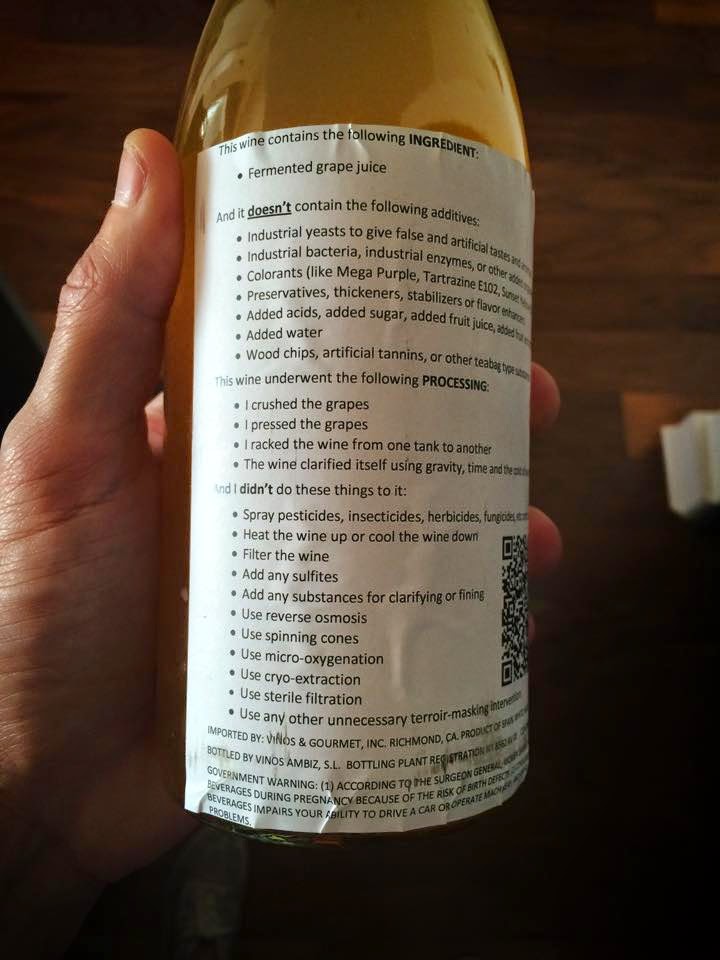 This wine contains the following INGREDIENT:
• Fermented grape juice
And it doesn't contain the following additives:
• Industrial yeasts to give false and artificial tastes and
• Industrial bacteria, industrial enzymes, or other added
• Colorants (like Mega Purple, Tartrazine E102, Sunset
• Preservatives, thickeners, stabilizers or flavor enhancers
• Added acids, added sugar, added fruit juice, added
• Added water
• Wood chips, artificial tannins, or other teabag type
This wine underwent the following PROCESSING:
• I crushed the grapes
• I pressed the grapes
• I racked the wine from one tank to another
• The wine clarified itself using gravity, time and the
And I didn't do these things to it:
• Spray pesticides, insecticides, herbicides, fungicides,
• Heat the wine up or cool the wine down
• Filter the wine
• Add any sulfites
• Add any substances for clarifying or fining
• Use reverse osmosis
• Use spinning cones
• Use micro-oxygenation
• Use cryo-extraction
• Use sterile filtration
• Use any other unnecessary terroir-masking intervention
IMPORTED BY: VINOS & GOURMET, INC. RICHMOND, CA. PRODUCT OF SPAIN.
BOTTLED BY VINOS AMBIZ, S.L. BOTTLING PLANT REGISTRATION
GOVERNMENT WARNING: (1) ACCORDING TO THE SURGEON GENERAL, WOMEN
BEVERAGES DURING PREGNANCY BECAUSE OF THE RISK OF BIRTH DEFECTS.
BEVERAGES IMPAIRS YOUR ABILITY TO DRIVE A CAR OR OPERATE
PROBLEMS.